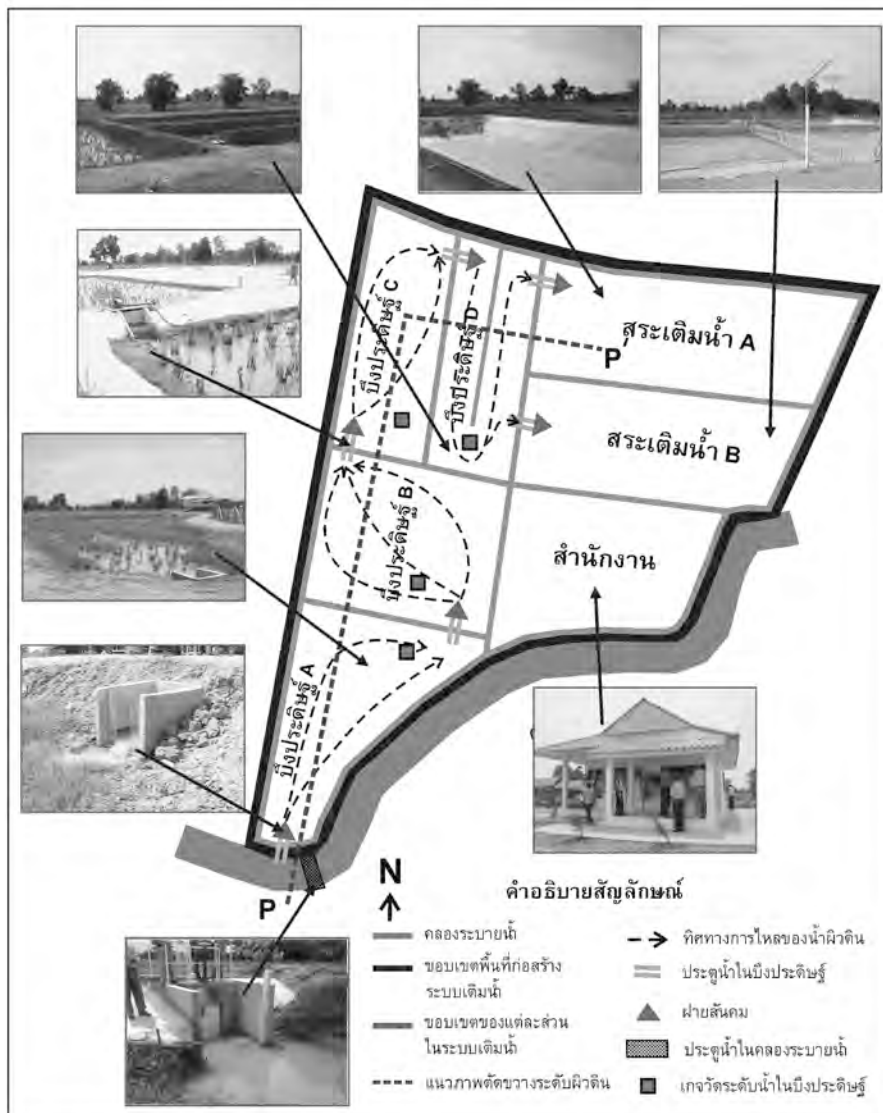 สระเติมน้ำ A
P'
สระเติมน้ำ B
สำนักงาน
บึงประดิษฐ์ C
บึงประดิษฐ์ D
บึงประดิษฐ์ B
บึงประดิษฐ์ A
P
N
คำอธิบายสัญลักษณ์
คลองระบายน้ำ
ขอบเขตพื้นที่ก่อสร้าง
ระบบเติมน้ำ
ขอบเขตของแต่ละส่วน
ในระบบเติมน้ำ
แนวภาพตัดขวางระดับผิวดิน
ทิศทางการไหลของน้ำผิวดิน
ประตูน้ำในบึงประดิษฐ์
ฝายสันคม
ประตูน้ำในคลองระบายน้ำ
เกจวัดระดับน้ำในบึงประดิษฐ์